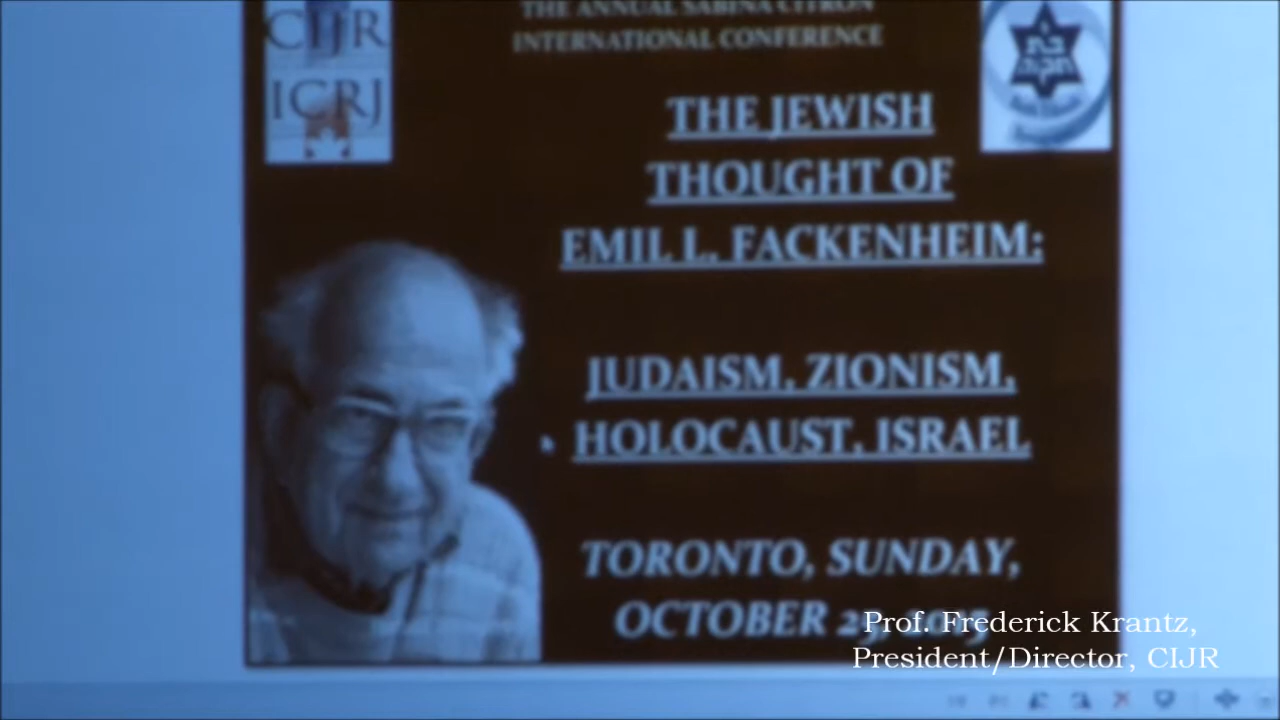 CIJR
ICRJ
THE ANNUAL SABINA CITRON
INTERNATIONAL CONFERENCE
THE JEWISH
THOUGHT OF
EMIL L. FACKENHEIM:
JUDAISM, ZIONISM,
HOLOCAUST, ISRAEL
TORONTO, SUNDAY,
OCTOBER
Prof. Frederick Krantz,
President/Director, CIJR